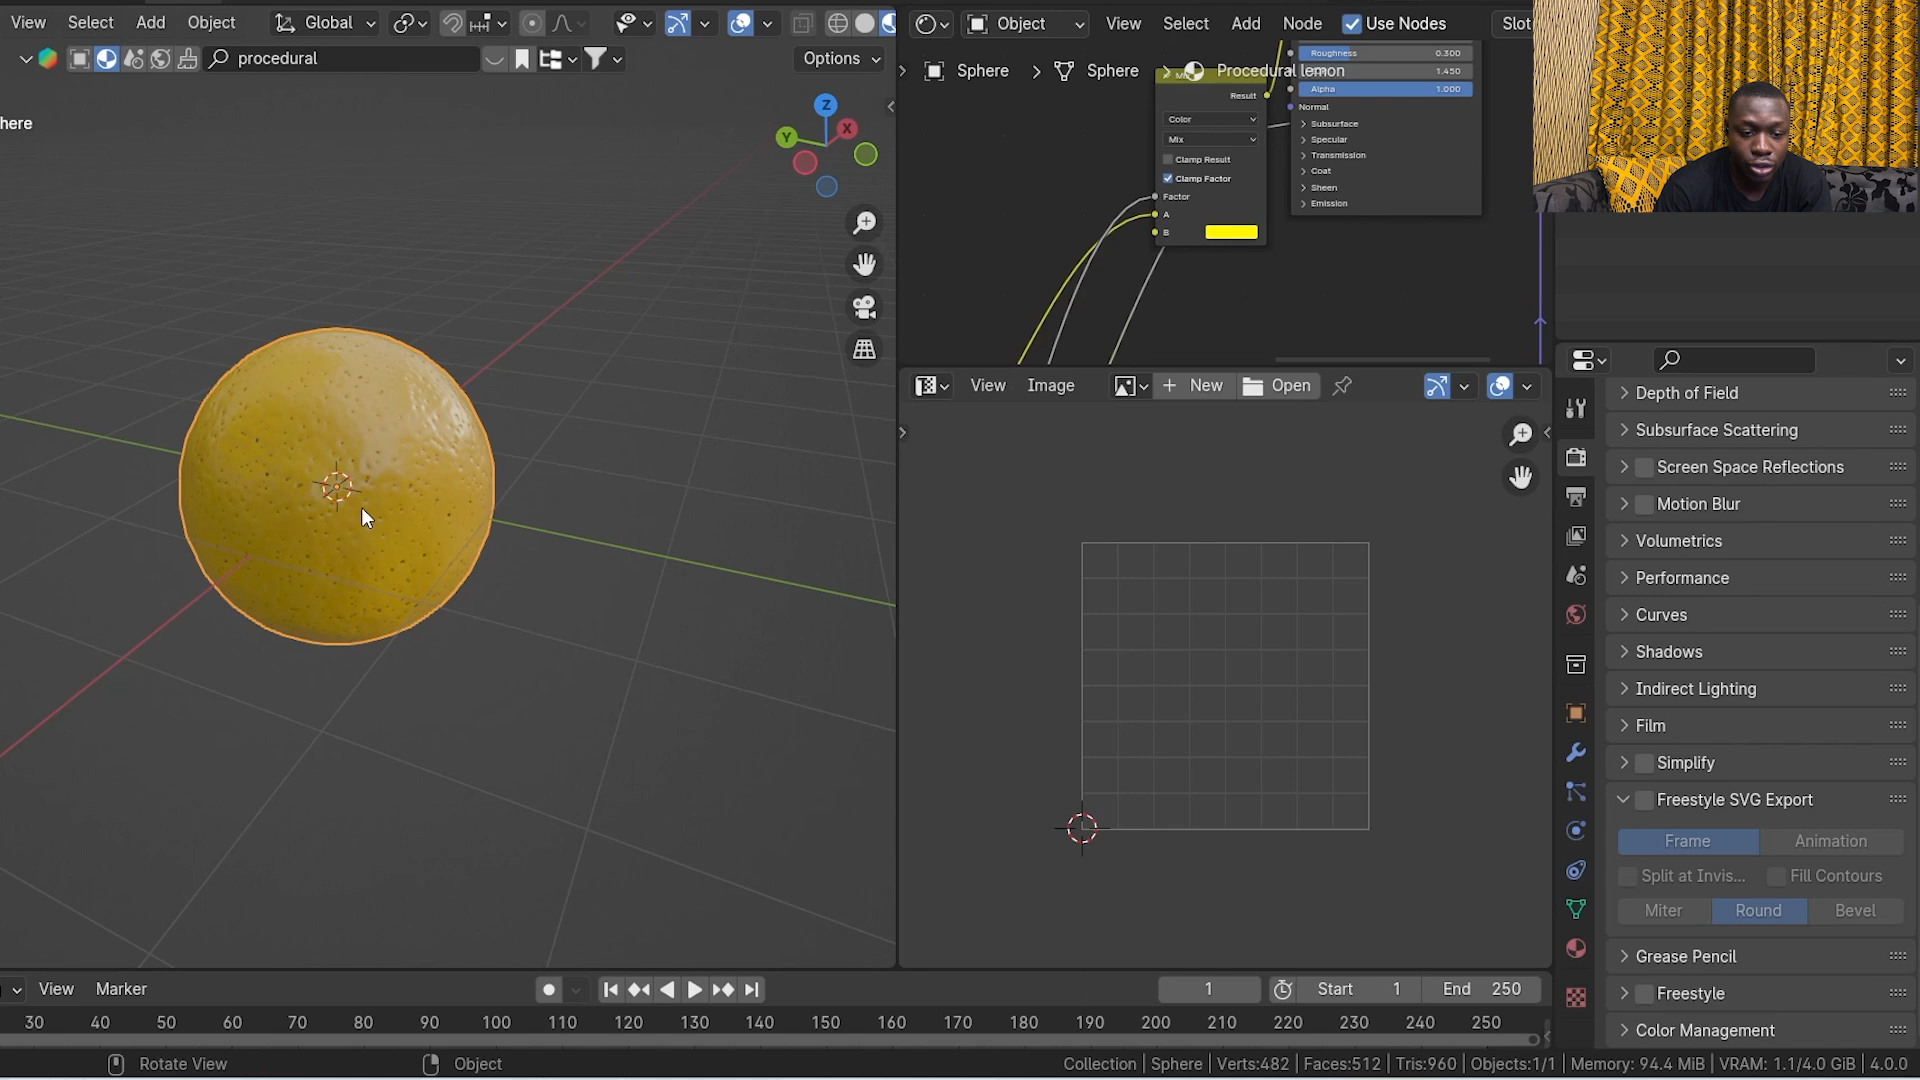 View Select Add Object Global
procedural Options
here
Z
X
Y
Object View Select Add Node Use Nodes Slot
Sphere Sphere Procedural lemon
Roughness 0.300
1.450
Alpha 1.000
Normal
Subsurface
Specular
Transmission
Coat
Sheen
Emission
Result
Color
Mix
Clamp Result
Clamp Factor
Factor
A
B
View Image New Open
Depth of Field
Subsurface Scattering
Screen Space Reflections
Motion Blur
Volumetrics
Performance
Curves
Shadows
Indirect Lighting
Film
Simplify
Freestyle SVG Export
Frame Animation
Split at Invis... Fill Contours
Miter Round Bevel
Grease Pencil
Freestyle
Color Management
View Marker 1 Start 1 End 250
30 40 50 60 70 80 90 100 110 120 130 140 150 160 170 180 190 200 210 220 230 240 250
Rotate View Object Collection | Sphere | Verts:482 | Faces:512 | Tris:960 | Objects:1/1 | Memory: 94.4 MiB | VRAM: 1.1/4.0 GiB | 4.0.0